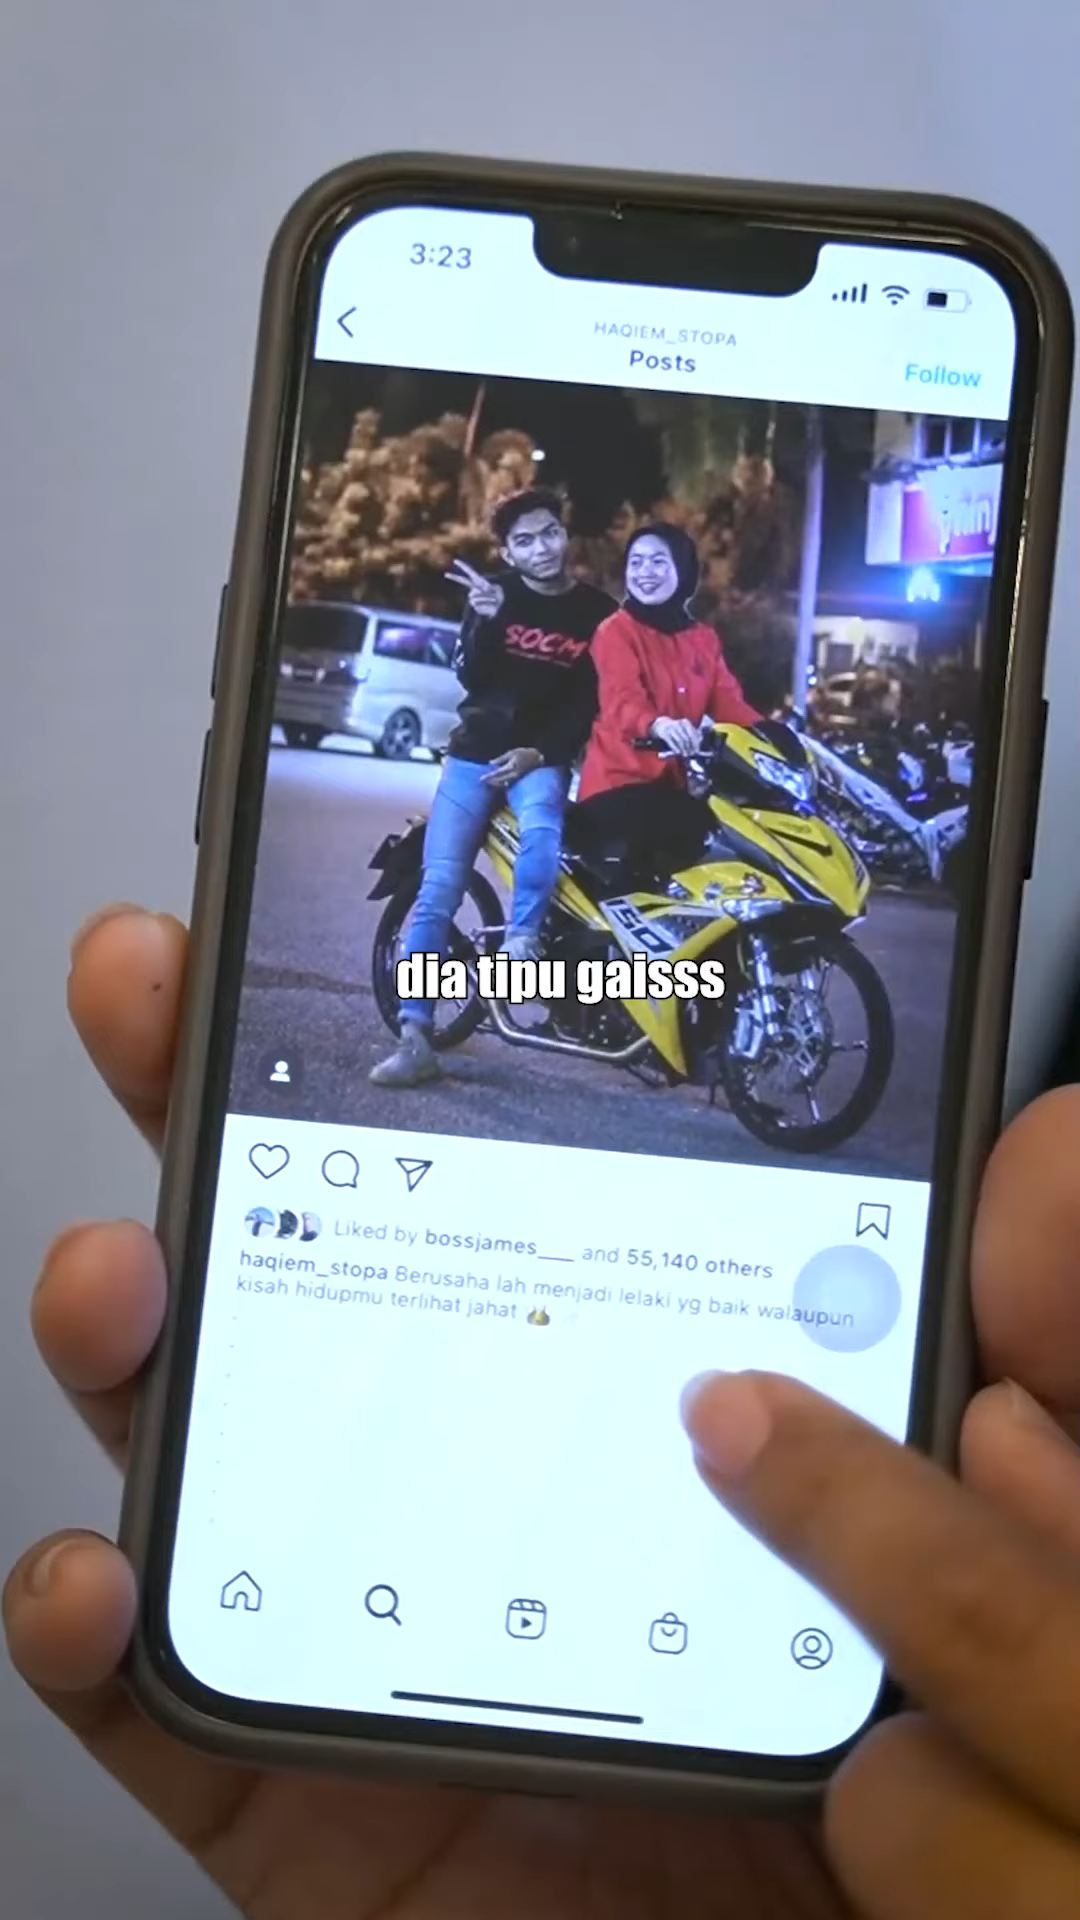 3:23
HAQIEM_STOPA
Posts
Follow
SOCM
150
dia tipu gaisss
Liked by bossjames___ and 55,140 others
haqiem_stopa Berusaha lah menjadi lelaki yg baik walaupun
kisah hidupmu terlihat jahat